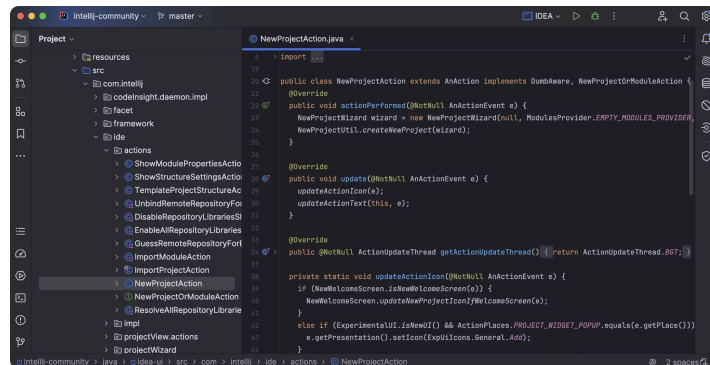 intellij-community
master
IDEA
Project
NewProjectAction.java
resources
src
com.intellij
codeInsight.daemon.impl
facet
framework
ide
actions
ShowModulePropertiesActio
ShowStructureSettingsAction
TemplateProjectStructureAc
UnbindRemoteRepositoryFor
DisableRepositoryLibrariesSh
EnableAllRepositoryLibraries
GuessRemoteRepositoryForE
ImportModuleAction
ImportProjectAction
NewProjectAction
NewProjectOrModuleAction
ResolveAllRepositoryLibrarie
impl
projectView.actions
projectWizard
6 import ...
19
20 public class NewProjectAction extends AnAction implements DumbAware, NewProjectOrModuleAction {
21 @Override
22 public void actionPerformed(@NotNull AnActionEvent e) {
23 NewProjectWizard wizard = new NewProjectWizard(null, ModulesProvider.EMPTY_MODULES_PROVIDER,
24 NewProjectUtil.createNewProject(wizard);
25 }
26
27 @Override
28 public void update(@NotNull AnActionEvent e) {
29 updateActionIcon(e);
30 updateActionText(this, e);
31 }
32
33 @Override
34 public @NotNull ActionUpdateThread getActionUpdateThread() { return ActionUpdateThread.BGT; }
37
38 private static void updateActionIcon(@NotNull AnActionEvent e) {
39 if (NewWelcomeScreen.isNewWelcomeScreen(e)) {
40 NewWelcomeScreen.updateNewProjectIconIfWelcomeScreen(e);
41 }
42 else if (ExperimentalUI.isNewUI() && ActionPlaces.PROJECT_WIDGET_POPUP.equals(e.getPlace()))
43 e.getPresentation().setIcon(ExpUiIcons.General.Add);
44 }
intellij-community > java > idea-ui > src > com > intellij > ide > actions > NewProjectAction
2 spaces